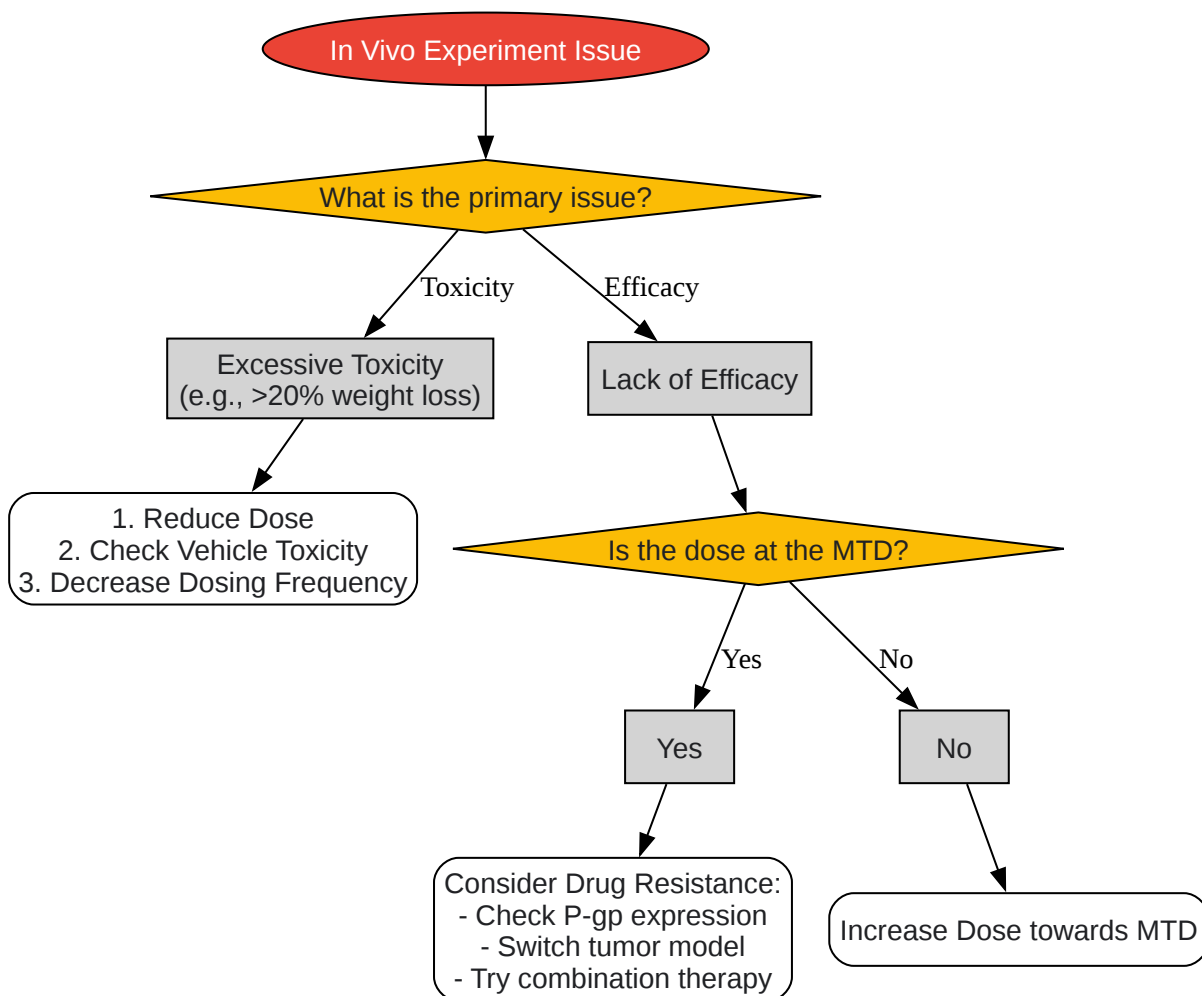 In Vivo Experiment Issue
What is the primary issue?
Toxicity
Efficacy
Excessive Toxicity
(e.g., >20% weight loss)
Lack of Efficacy
1. Reduce Dose
2. Check Vehicle Toxicity
3. Decrease Dosing Frequency
Is the dose at the MTD?
Yes
No
Yes
No
Consider Drug Resistance:
- Check P-gp expression
- Switch tumor model
- Try combination therapy
Increase Dose towards MTD